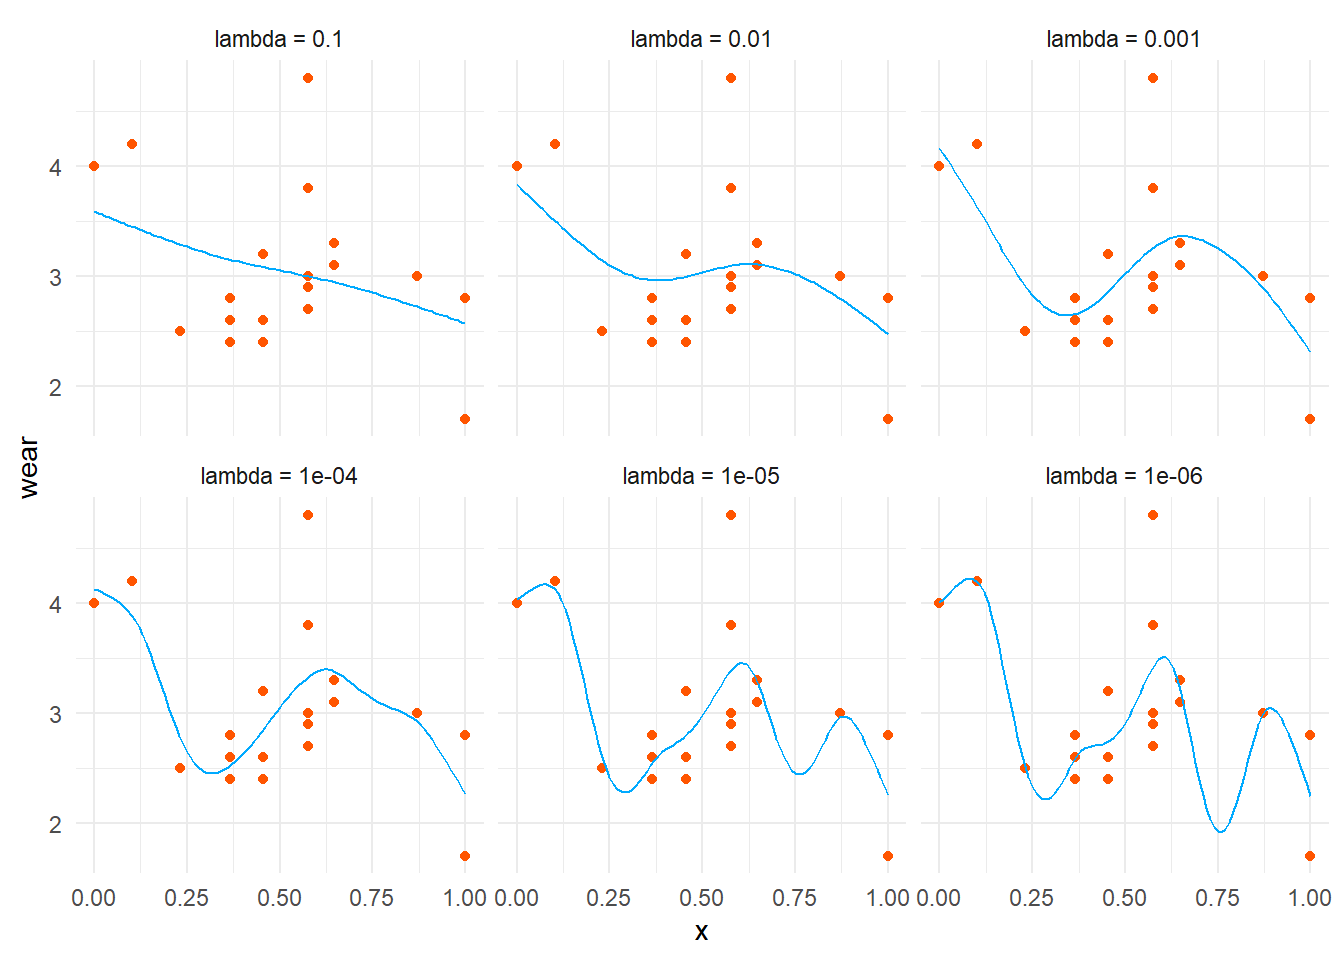 lambda = 0.1
lambda = 0.01
lambda = 0.001
4
3
2
wear
lambda = 1e-04
lambda = 1e-05
lambda = 1e-06
4
3
2
0.00 0.25 0.50 0.75 1.00
0.00 0.25 0.50 0.75 1.00
0.00 0.25 0.50 0.75 1.00
x